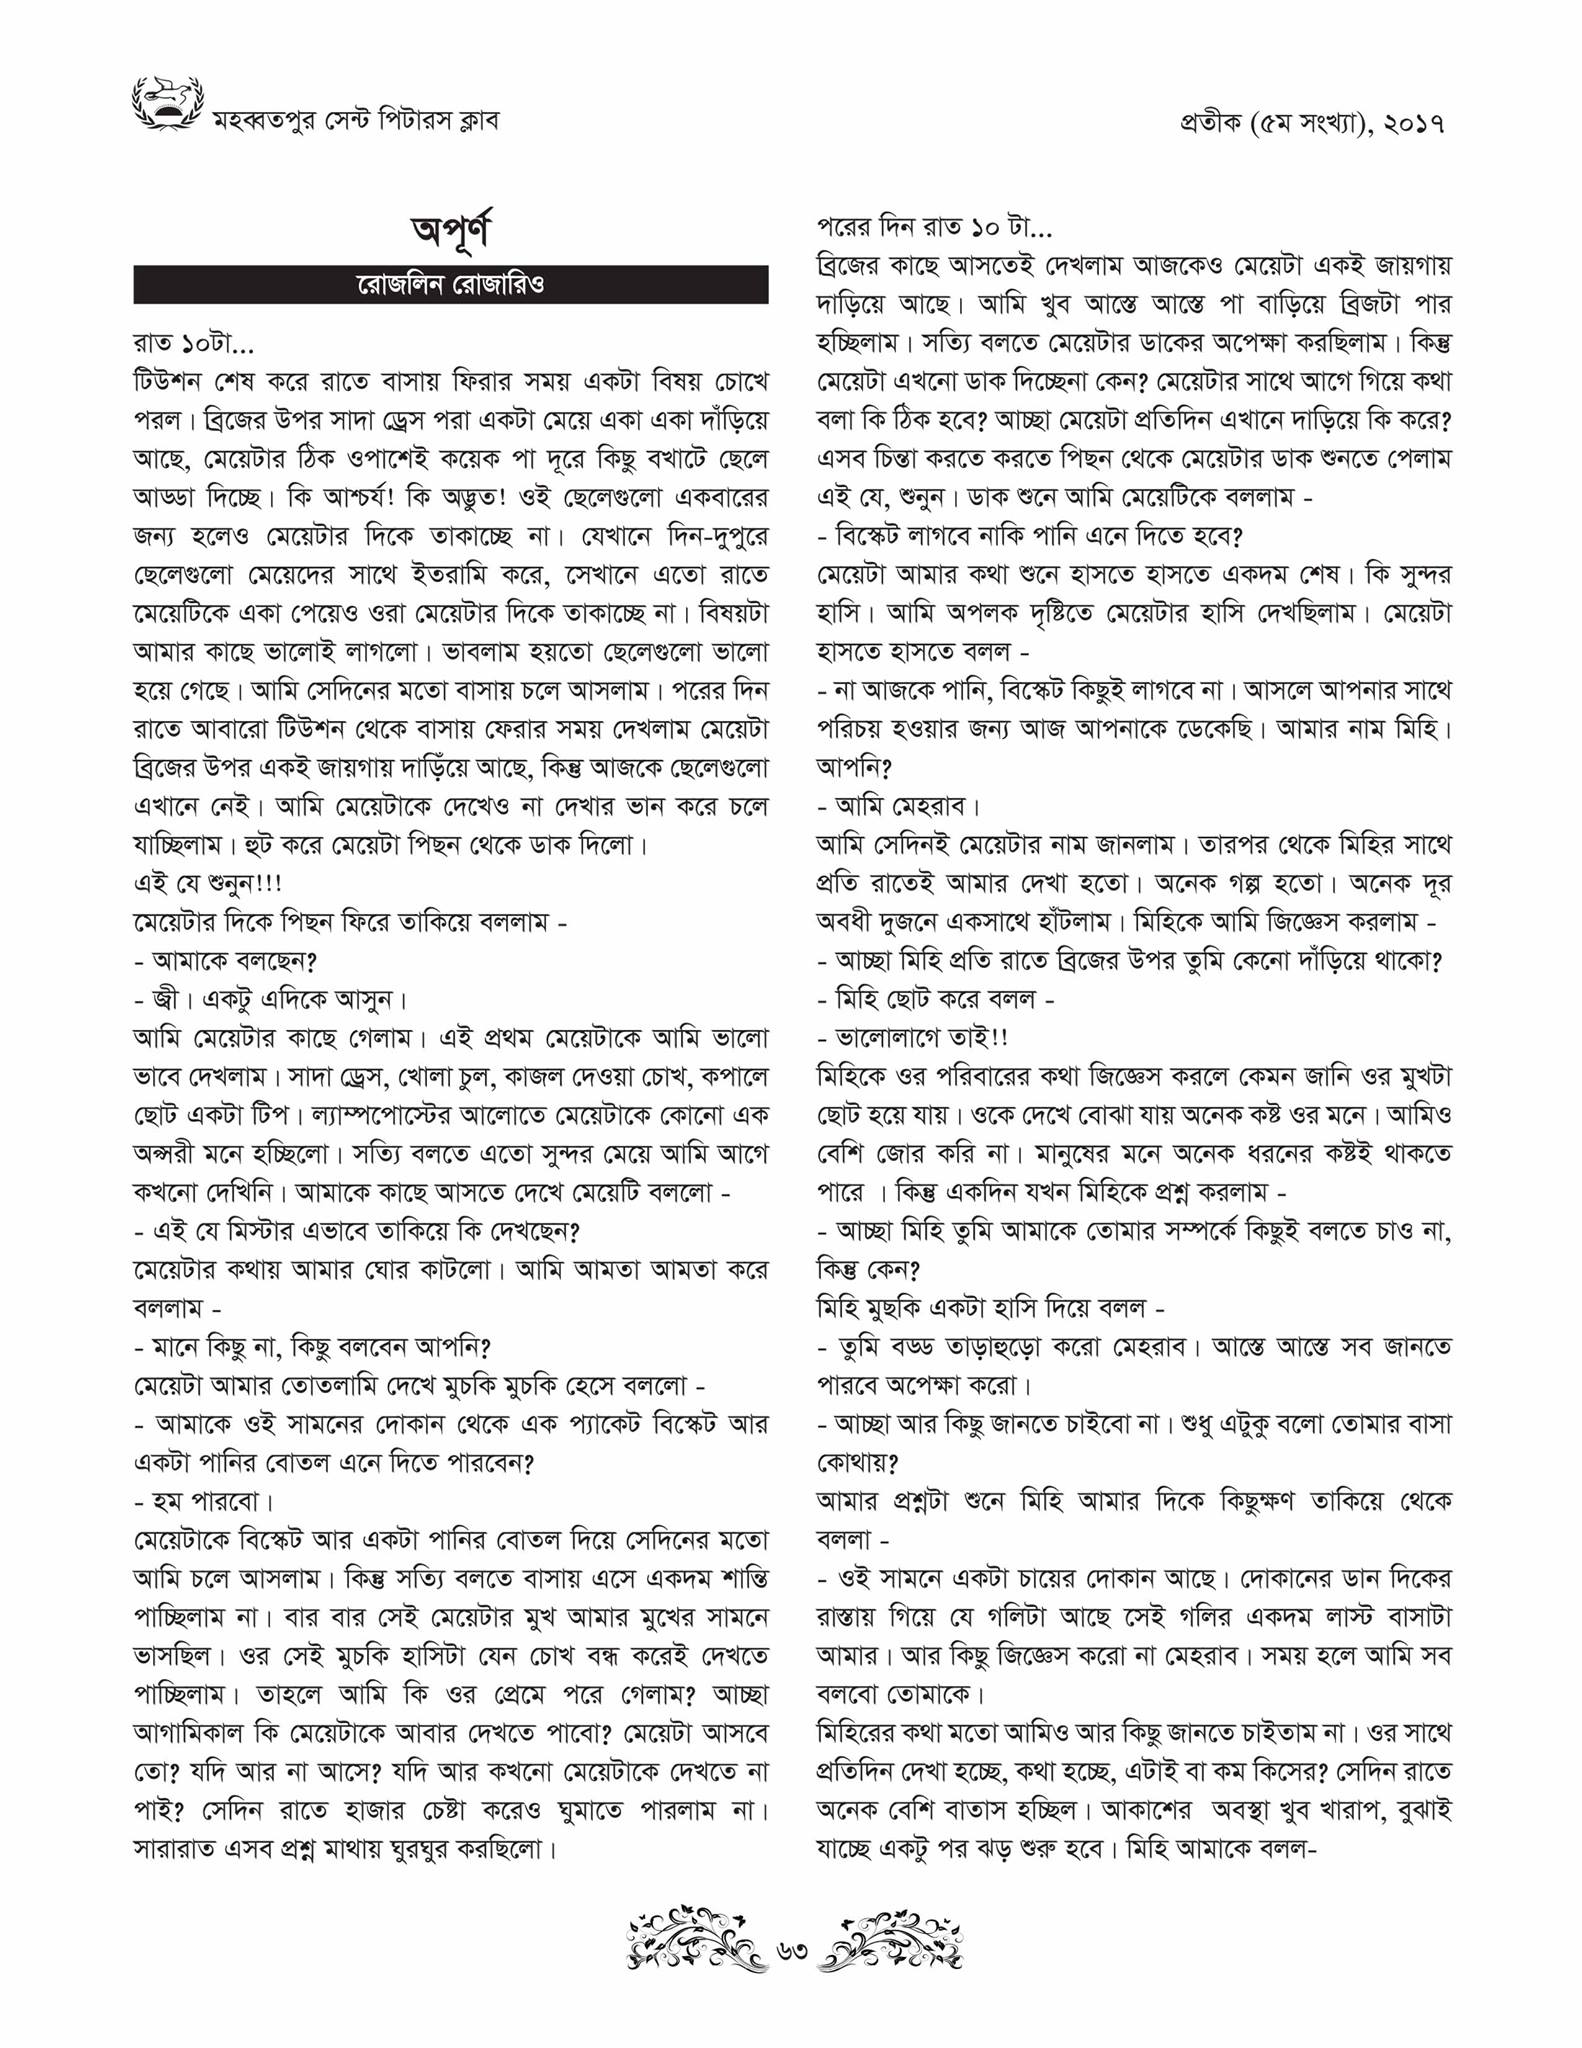 মহব্বতপুর সেন্ট পিটারস ক্লাব
প্রতীক (৫ম সংখ্যা), ২০১৭
অপূর্ণ
রোজলিন রোজারিও
রাত ১০টা...
টিউশন শেষ করে রাতে বাসায় ফিরার সময় একটা বিষয় চোখে
পরল। ব্রিজের উপর সাদা ড্রেস পরা একটা মেয়ে একা একা দাঁড়িয়ে
আছে, মেয়েটার ঠিক ওপাশেই কয়েক পা দূরে কিছু বখাটে ছেলে
আড্ডা দিচ্ছে। কি আশ্চর্য! কি অদ্ভুত! ওই ছেলেগুলো একবারের
জন্য হলেও মেয়েটার দিকে তাকাচ্ছে না। যেখানে দিন-দুপুরে
ছেলেগুলো মেয়েদের সাথে ইতরামি করে, সেখানে এতো রাতে
মেয়েটিকে একা পেয়েও ওরা মেয়েটার দিকে তাকাচ্ছে না। বিষয়টা
আমার কাছে ভালোই লাগলো। ভাবলাম হয়তো ছেলেগুলো ভালো
হয়ে গেছে। আমি সেদিনের মতো বাসায় চলে আসলাম। পরের দিন
রাতে আবারো টিউশন থেকে বাসায় ফেরার সময় দেখলাম মেয়েটা
ব্রিজের উপর একই জায়গায় দাড়িঁয়ে আছে, কিন্তু আজকে ছেলেগুলো
এখানে নেই। আমি মেয়েটাকে দেখেও না দেখার ভান করে চলে
যাচ্ছিলাম। হুট করে মেয়েটা পিছন থেকে ডাক দিলো।
এই যে শুনুন!!!
মেয়েটার দিকে পিছন ফিরে তাকিয়ে বললাম -
- আমাকে বলছেন?
- জ্বী। একটু এদিকে আসুন।
আমি মেয়েটার কাছে গেলাম। এই প্রথম মেয়েটাকে আমি ভালো
ভাবে দেখলাম। সাদা ড্রেস, খোলা চুল, কাজল দেওয়া চোখ, কপালে
ছোট একটা টিপ। ল্যাম্পপোস্টের আলোতে মেয়েটাকে কোনো এক
অপ্সরী মনে হচ্ছিলো। সত্যি বলতে এতো সুন্দর মেয়ে আমি আগে
কখনো দেখিনি। আমাকে কাছে আসতে দেখে মেয়েটি বললো -
- এই যে মিস্টার এভাবে তাকিয়ে কি দেখছেন?
মেয়েটার কথায় আমার ঘোর কাটলো। আমি আমতা আমতা করে
বললাম -
- মানে কিছু না, কিছু বলবেন আপনি?
মেয়েটা আমার তোতলামি দেখে মুচকি মুচকি হেসে বললো -
- আমাকে ওই সামনের দোকান থেকে এক প্যাকেট বিস্কেট আর
একটা পানির বোতল এনে দিতে পারবেন?
- হম পারবো।
মেয়েটাকে বিস্কেট আর একটা পানির বোতল দিয়ে সেদিনের মতো
আমি চলে আসলাম। কিন্তু সত্যি বলতে বাসায় এসে একদম শান্তি
পাচ্ছিলাম না। বার বার সেই মেয়েটার মুখ আমার মুখের সামনে
ভাসছিল। ওর সেই মুচকি হাসিটা যেন চোখ বন্ধ করেই দেখতে
পাচ্ছিলাম। তাহলে আমি কি ওর প্রেমে পরে গেলাম? আচ্ছা
আগামিকাল কি মেয়েটাকে আবার দেখতে পাবো? মেয়েটা আসবে
তো? যদি আর না আসে? যদি আর কখনো মেয়েটাকে দেখতে না
পাই? সেদিন রাতে হাজার চেষ্টা করেও ঘুমাতে পারলাম না।
সারারাত এসব প্রশ্ন মাথায় ঘুরঘুর করছিলো।
পরের দিন রাত ১০ টা...
ব্রিজের কাছে আসতেই দেখলাম আজকেও মেয়েটা একই জায়গায়
দাড়িয়ে আছে। আমি খুব আস্তে আস্তে পা বাড়িয়ে ব্রিজটা পার
হচ্ছিলাম। সত্যি বলতে মেয়েটার ডাকের অপেক্ষা করছিলাম। কিন্তু
মেয়েটা এখনো ডাক দিচ্ছেনা কেন? মেয়েটার সাথে আগে গিয়ে কথা
বলা কি ঠিক হবে? আচ্ছা মেয়েটা প্রতিদিন এখানে দাড়িয়ে কি করে?
এসব চিন্তা করতে করতে পিছন থেকে মেয়েটার ডাক শুনতে পেলাম
এই যে, শুনুন। ডাক শুনে আমি মেয়েটিকে বললাম -
- বিস্কেট লাগবে নাকি পানি এনে দিতে হবে?
মেয়েটা আমার কথা শুনে হাসতে হাসতে একদম শেষ। কি সুন্দর
হাসি। আমি অপলক দৃষ্টিতে মেয়েটার হাসি দেখছিলাম। মেয়েটা
হাসতে হাসতে বলল -
- না আজকে পানি, বিস্কেট কিছুই লাগবে না। আসলে আপনার সাথে
পরিচয় হওয়ার জন্য আজ আপনাকে ডেকেছি। আমার নাম মিহি।
আপনি?
- আমি মেহরাব।
আমি সেদিনই মেয়েটার নাম জানলাম। তারপর থেকে মিহির সাথে
প্রতি রাতেই আমার দেখা হতো। অনেক গল্প হতো। অনেক দূর
অবধী দুজনে একসাথে হাঁটলাম। মিহিকে আমি জিজ্ঞেস করলাম -
- আচ্ছা মিহি প্রতি রাতে ব্রিজের উপর তুমি কেনো দাঁড়িয়ে থাকো?
- মিহি ছোট করে বলল -
- ভালোলাগে তাই!!
মিহিকে ওর পরিবারের কথা জিজ্ঞেস করলে কেমন জানি ওর মুখটা
ছোট হয়ে যায়। ওকে দেখে বোঝা যায় অনেক কষ্ট ওর মনে। আমিও
বেশি জোর করি না। মানুষের মনে অনেক ধরনের কষ্টই থাকতে
পারে । কিন্তু একদিন যখন মিহিকে প্রশ্ন করলাম -
- আচ্ছা মিহি তুমি আমাকে তোমার সম্পর্কে কিছুই বলতে চাও না,
কিন্তু কেন?
মিহি মুছকি একটা হাসি দিয়ে বলল -
- তুমি বড্ড তাড়াহুড়ো করো মেহরাব। আস্তে আস্তে সব জানতে
পারবে অপেক্ষা করো।
- আচ্ছা আর কিছু জানতে চাইবো না। শুধু এটুকু বলো তোমার বাসা
কোথায়?
আমার প্রশ্নটা শুনে মিহি আমার দিকে কিছুক্ষণ তাকিয়ে থেকে
বললা -
- ওই সামনে একটা চায়ের দোকান আছে। দোকানের ডান দিকের
রাস্তায় গিয়ে যে গলিটা আছে সেই গলির একদম লাস্ট বাসাটা
আমার। আর কিছু জিজ্ঞেস করো না মেহরাব। সময় হলে আমি সব
বলবো তোমাকে।
মিহিরের কথা মতো আমিও আর কিছু জানতে চাইতাম না। ওর সাথে
প্রতিদিন দেখা হচ্ছে, কথা হচ্ছে, এটাই বা কম কিসের? সেদিন রাতে
অনেক বেশি বাতাস হচ্ছিল। আকাশের অবস্থা খুব খারাপ, বুঝাই
যাচ্ছে একটু পর ঝড় শুরু হবে। মিহি আমাকে বলল-
৬৩